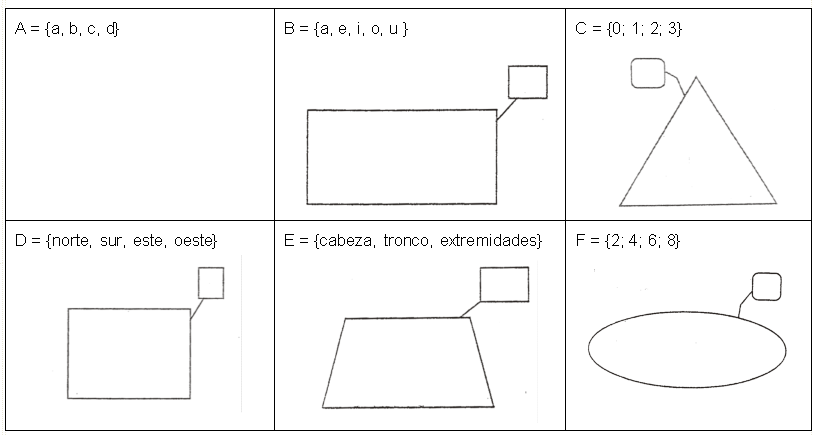 A = {a, b, c, d}
B = {a, e, i, o, u }
C = {0; 1; 2; 3}
D = {norte, sur, este, oeste}
E = {cabeza, tronco, extremidades}
F = {2; 4; 6; 8}